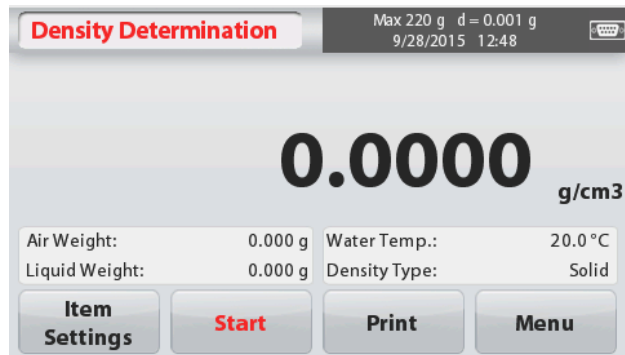 Density Determination
Max 220 g d = 0.001 g
9/28/2015 12:48
0.0000
g/cm3
Air Weight: 0.000 g
Water Temp.: 20.0 °C
Liquid Weight: 0.000 g
Density Type: Solid
Item
Settings
Start
Print
Menu